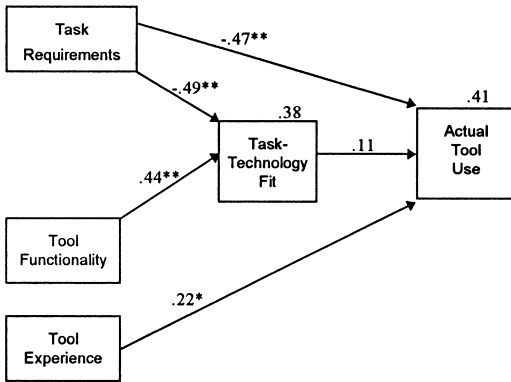 Task
Requirements
-.47**
-.49**
.38
.41
Task-
Technology
Fit
.11
Actual
Tool
Use
.44**
Tool
Functionality
.22*
Tool
Experience